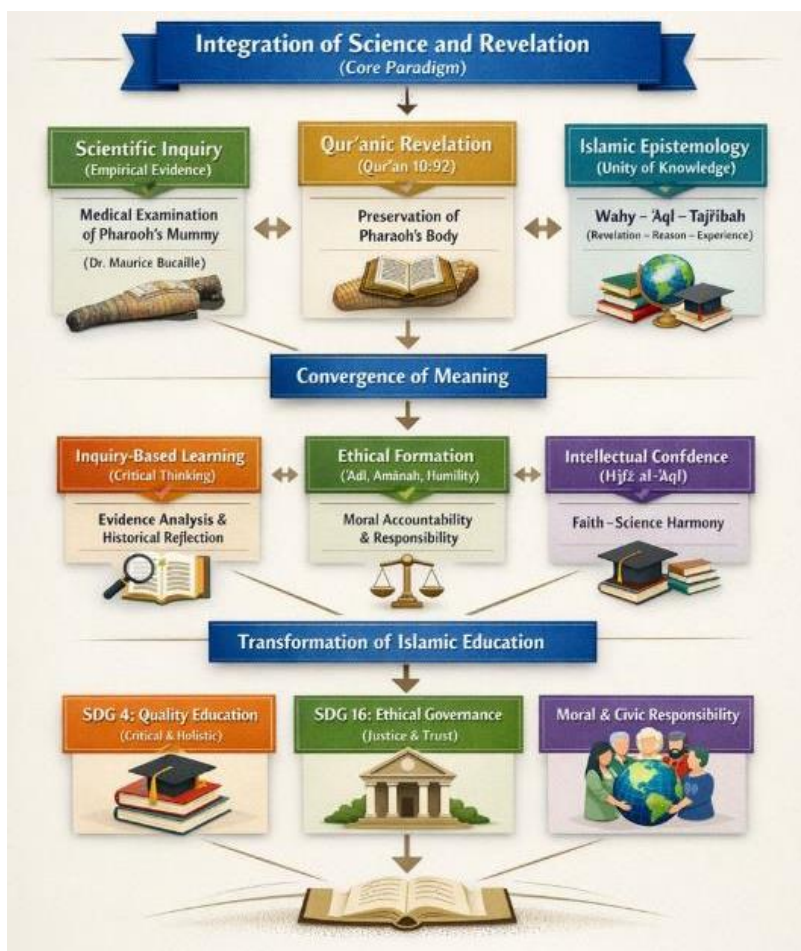 Integration of Science and Revelation
(Core Paradigm)
Scientific Inquiry
(Empirical Evidence)
Medical Examination
of Pharaoh's Mummy
(Dr. Maurice Bucaille)
Qur'anic Revelation
(Qur'an 10:92)
Preservation of
Pharaoh's Body
Islamic Epistemology
(Unity of Knowledge)
Wahy – 'Aql – Tajřibah
(Revelation – Reason – Experience)
Convergence of Meaning
Inquiry-Based Learning
(Critical Thinking)
Evidence Analysis &
Historical Reflection
Ethical Formation
('Adl, Amānah, Humility)
Moral Accountability
& Responsibility
Intellectual Confdence
(Hifż al-'Aql)
Faith–Science Harmony
Transformation of Islamic Education
SDG 4: Quality Education
(Critical & Holistic)
SDG 16: Ethical Governance
(Justice & Trust)
Moral & Civic Responsibility